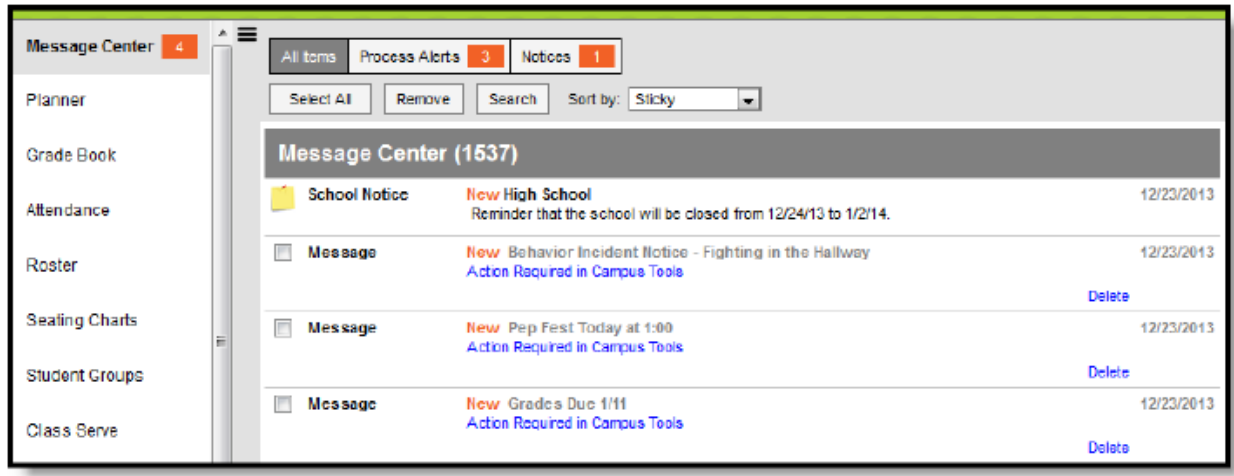 Message Center 4
Planner
Grade Book
Attendance
Roster
Seating Charts
Student Groups
Class Serve
All Items Process Alerts 3 Notices 1
Select All Remove Search Sort by: Sticky
Message Center (1537)
School Notice New High School 12/23/2013
Reminder that the school will be closed from 12/24/13 to 1/2/14.
Message New Behavior Incident Notice - Fighting in the Hallway 12/23/2013
Action Required in Campus Tools
Delete
Message New Pep Fest Today at 1:00 12/23/2013
Action Required in Campus Tools
Delete
Message New Grades Due 1/11 12/23/2013
Action Required in Campus Tools
Delete